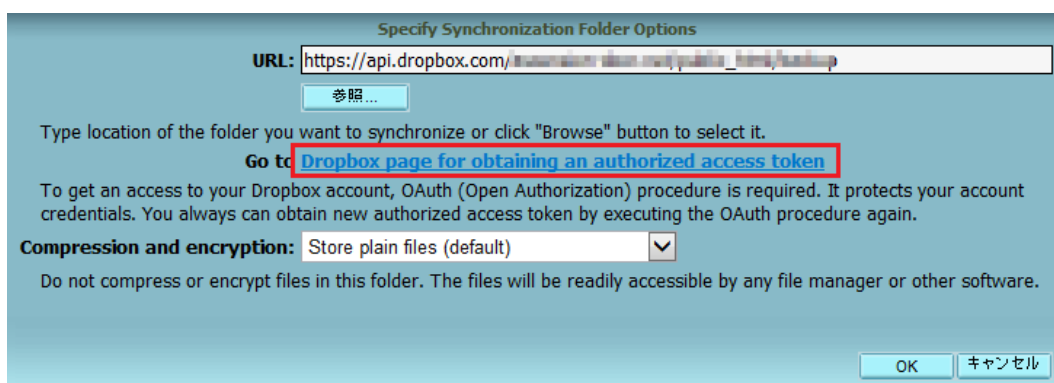 Specify Synchronization Folder Options
URL: https://api.dropbox.com/
参照...
Type location of the folder you want to synchronize or click "Browse" button to select it.
Go to Dropbox page for obtaining an authorized access token
To get an access to your Dropbox account, OAuth (Open Authorization) procedure is required. It protects your account
credentials. You always can obtain new authorized access token by executing the OAuth procedure again.
Compression and encryption: Store plain files (default)
Do not compress or encrypt files in this folder. The files will be readily accessible by any file manager or other software.
OK キャンセル